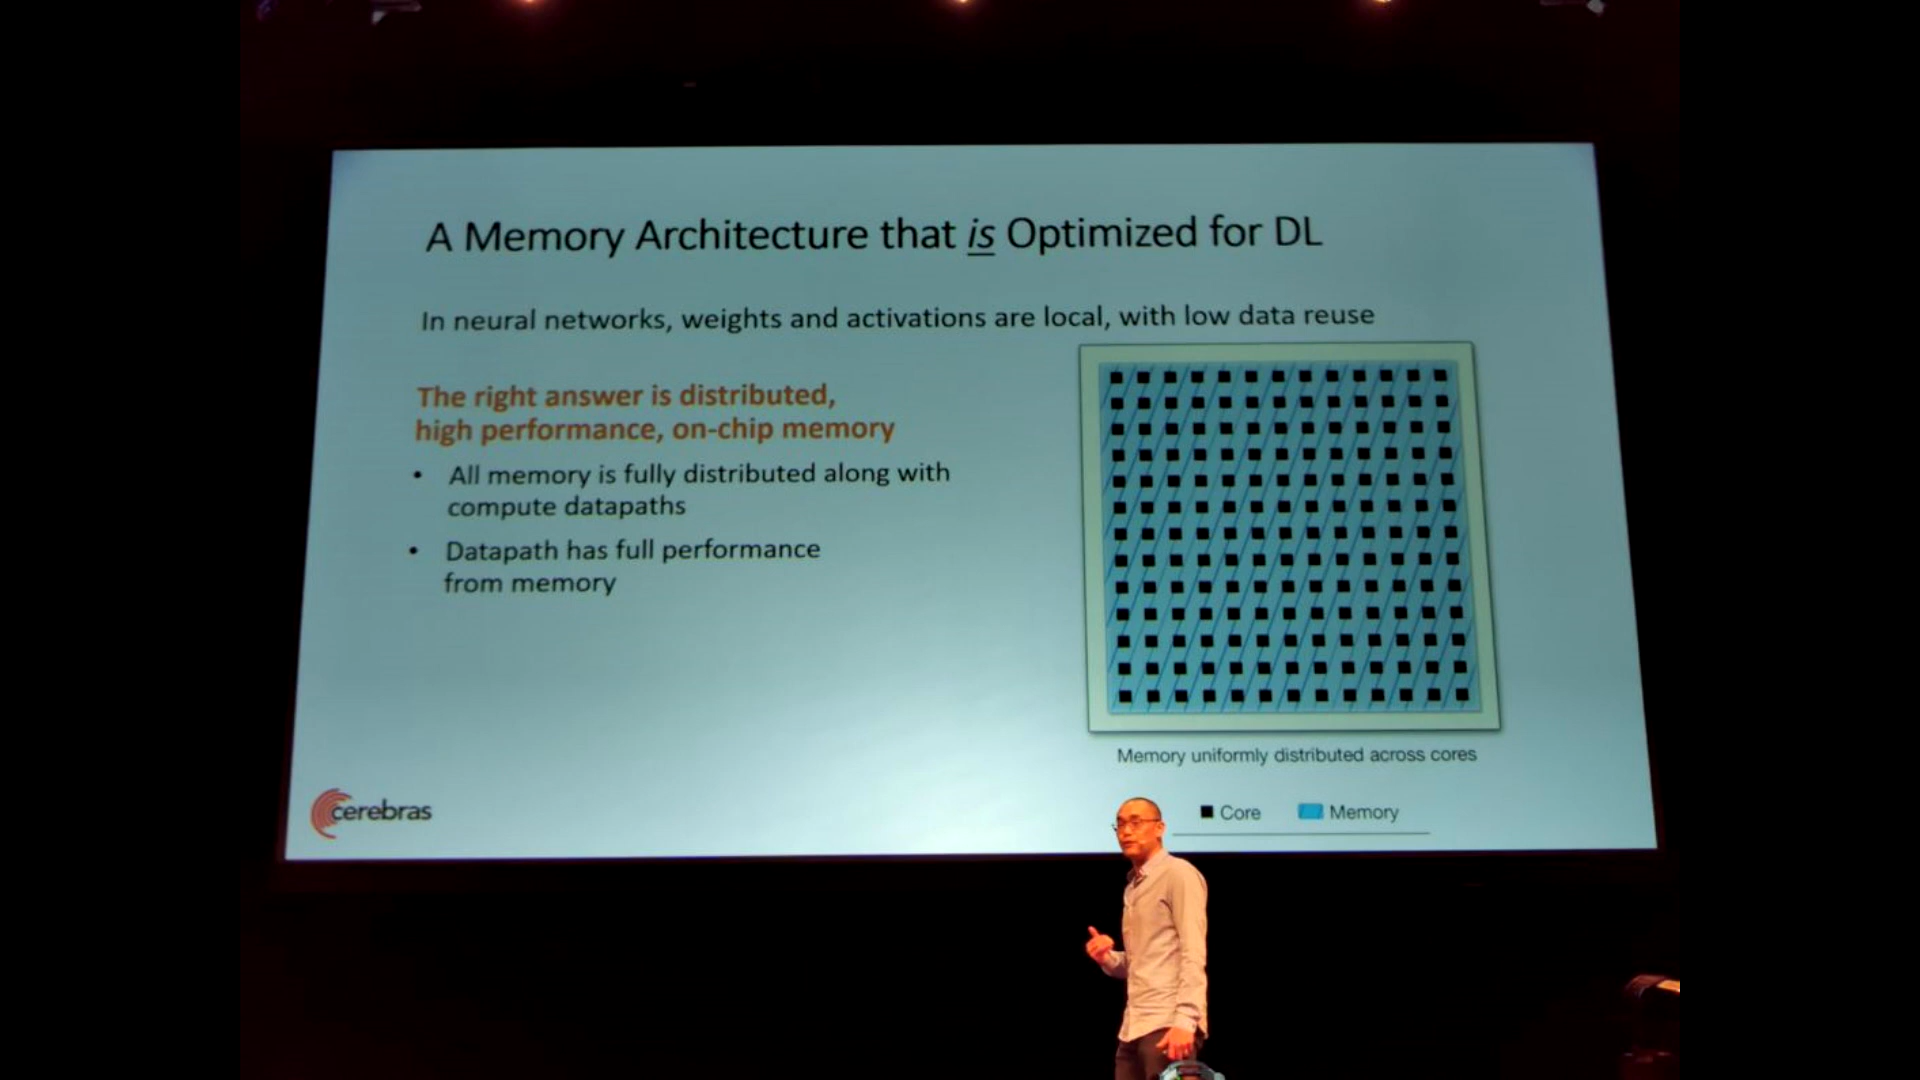 A Memory Architecture that is Optimized for DL
In neural networks, weights and activations are local, with low data reuse
The right answer is distributed,
high performance, on-chip memory
• All memory is fully distributed along with
compute datapaths
• Datapath has full performance
from memory
Memory uniformly distributed across cores
Core Memory
cerebras